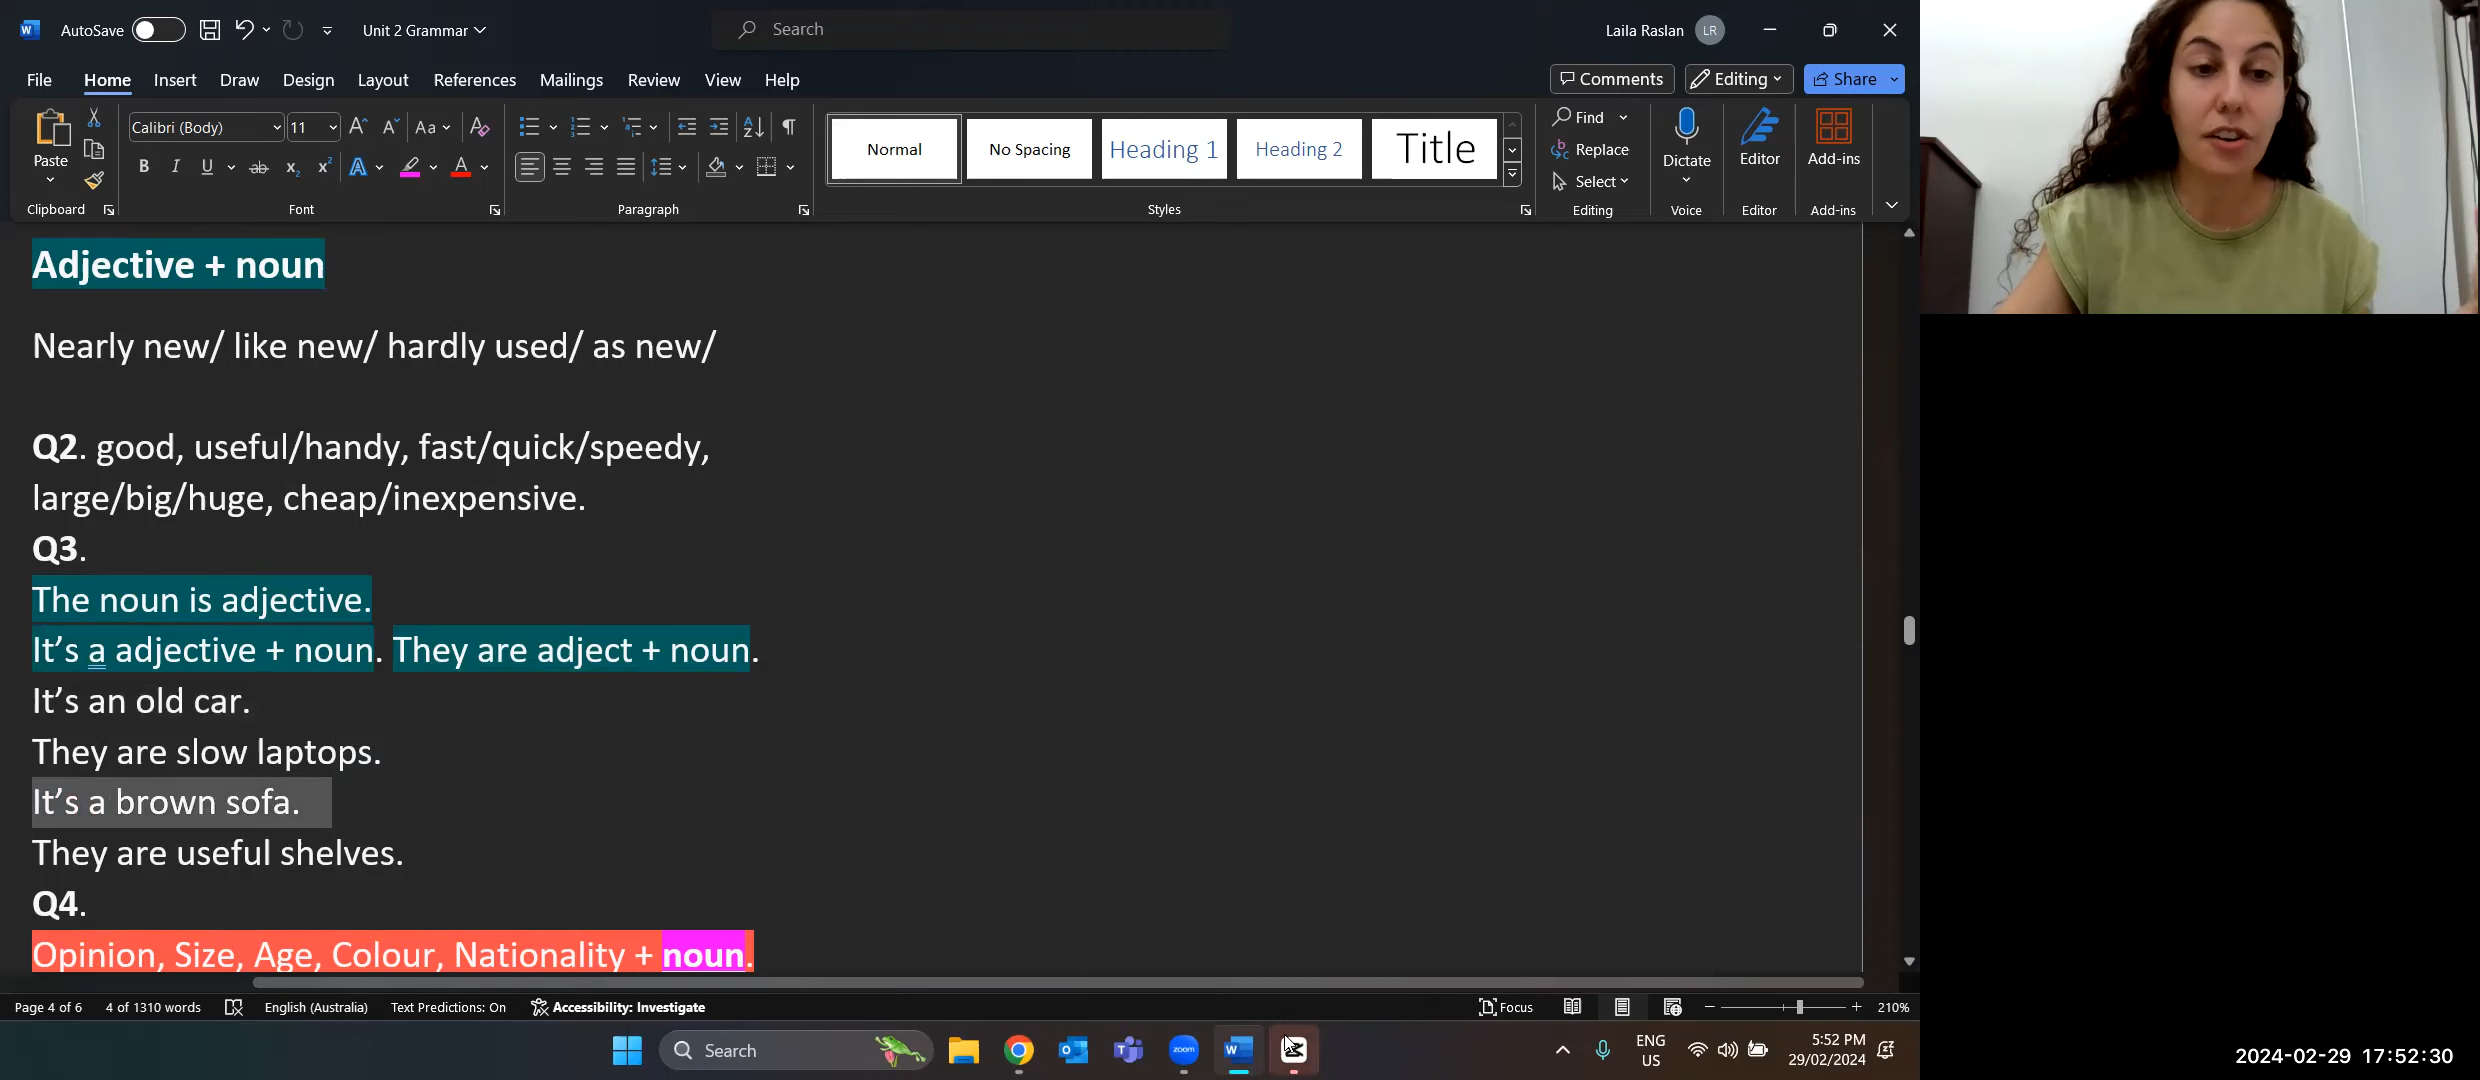 AutoSave
Unit 2 Grammar
Search
Laila Raslan
LR
File Home Insert Draw Design Layout References Mailings Review View Help
Comments
Editing
Share
Paste
Clipboard
Calibri (Body)
11
Font
Paragraph
Normal
No Spacing
Heading 1
Heading 2
Title
Styles
Find
Replace
Select
Editing
Dictate
Voice
Editor
Editor
Add-ins
Add-ins
Adjective + noun
Nearly new/ like new/ hardly used/ as new/
Q2. good, useful/handy, fast/quick/speedy,
large/big/huge, cheap/inexpensive.
Q3.
The noun is adjective.
It’s a adjective + noun. They are adject + noun.
It’s an old car.
They are slow laptops.
It’s a brown sofa.
They are useful shelves.
Q4.
Opinion, Size, Age, Colour, Nationality + noun.
Page 4 of 6
4 of 1310 words
English (Australia)
Text Predictions: On
Accessibility: Investigate
Focus
210%
Search
zoom
ENG
US
5:52 PM
29/02/2024
2024-02-29 17:52:30